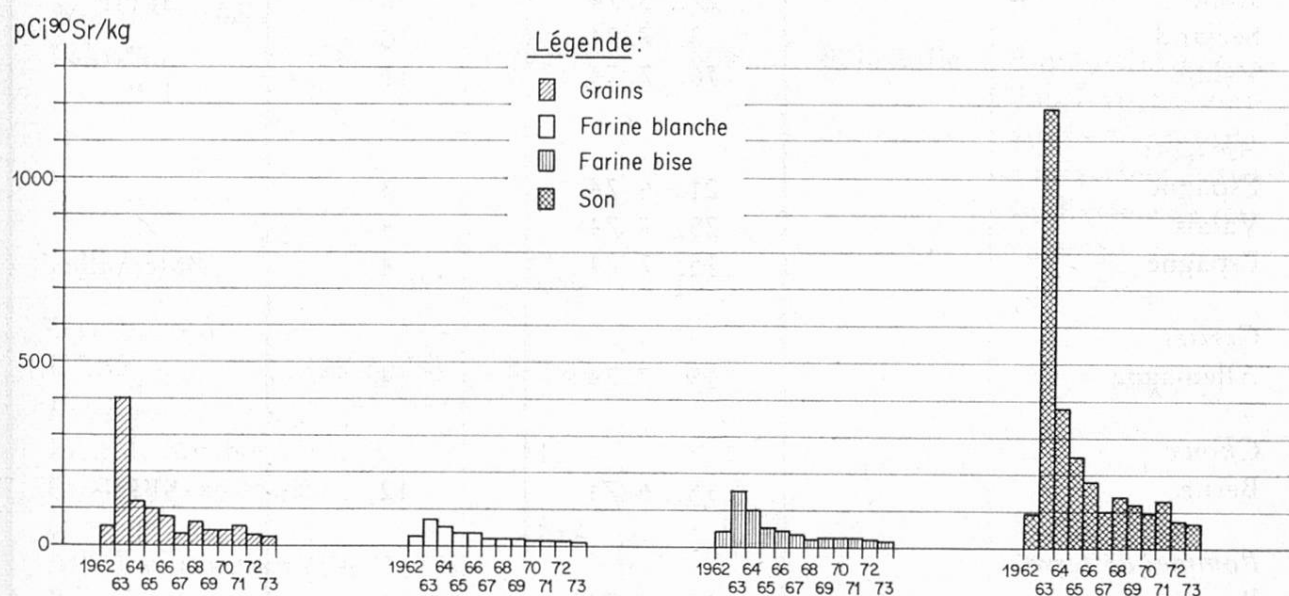 pCi⁹⁰Sr/kg
Légende:
Grains
Farine blanche
Farine bise
Son
1000
500
0
1962 64 66 68 70 72
63 65 67 69 71 73
1962 64 66 68 70 72
63 65 67 69 71 73
1962 64 66 68 70 72
63 65 67 69 71 73
1962 64 66 68 70 72
63 65 67 69 71 73